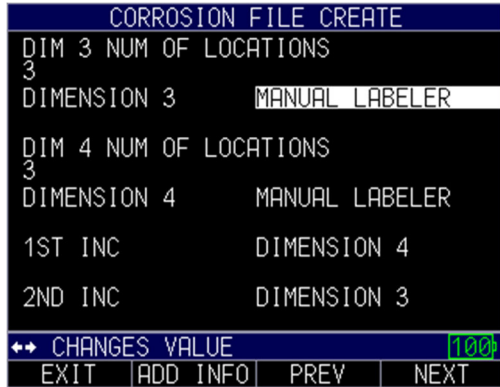 CORROSION FILE CREATE
DIM 3 NUM OF LOCATIONS
3
DIMENSION 3 MANUAL LABELER
DIM 4 NUM OF LOCATIONS
3
DIMENSION 4 MANUAL LABELER
1ST INC DIMENSION 4
2ND INC DIMENSION 3
↔ CHANGES VALUE 100
EXIT ADD INFO PREV NEXT